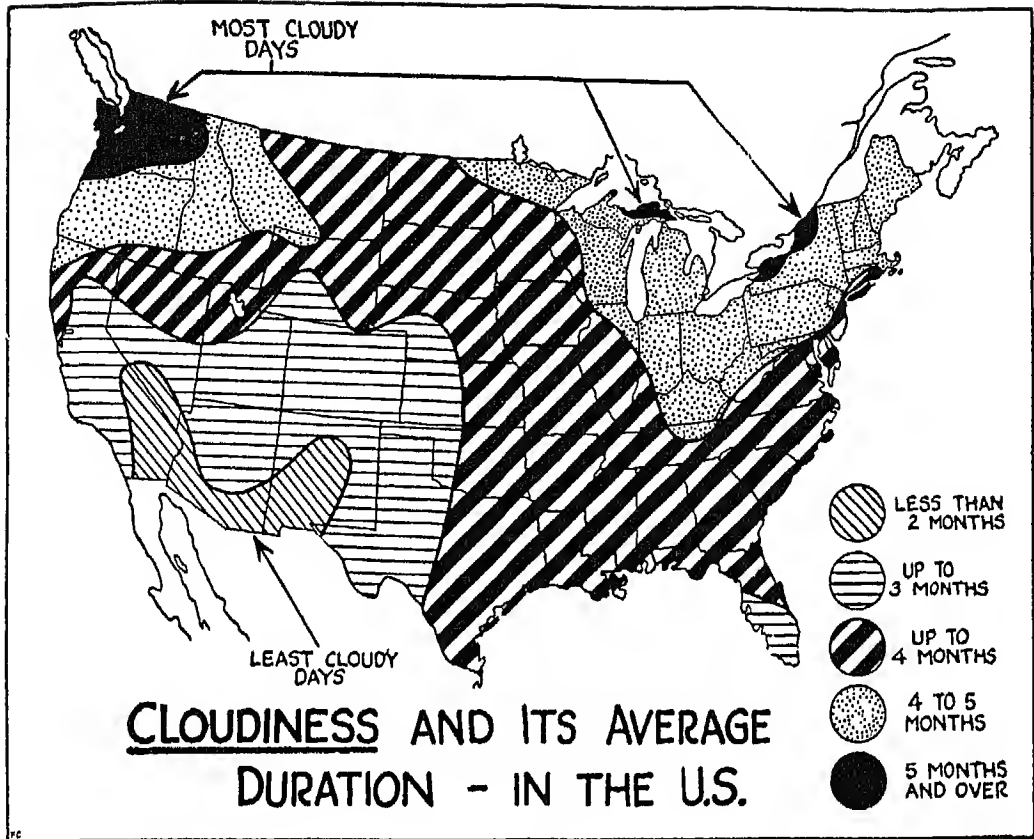 MOST CLOUDY
DAYS
LESS THAN
2 MONTHS
UP TO
3 MONTHS
UP TO
4 MONTHS
4 TO 5
MONTHS
5 MONTHS
AND OVER
LEAST CLOUDY
DAYS
CLOUDINESS AND ITS AVERAGE
DURATION - IN THE U.S.